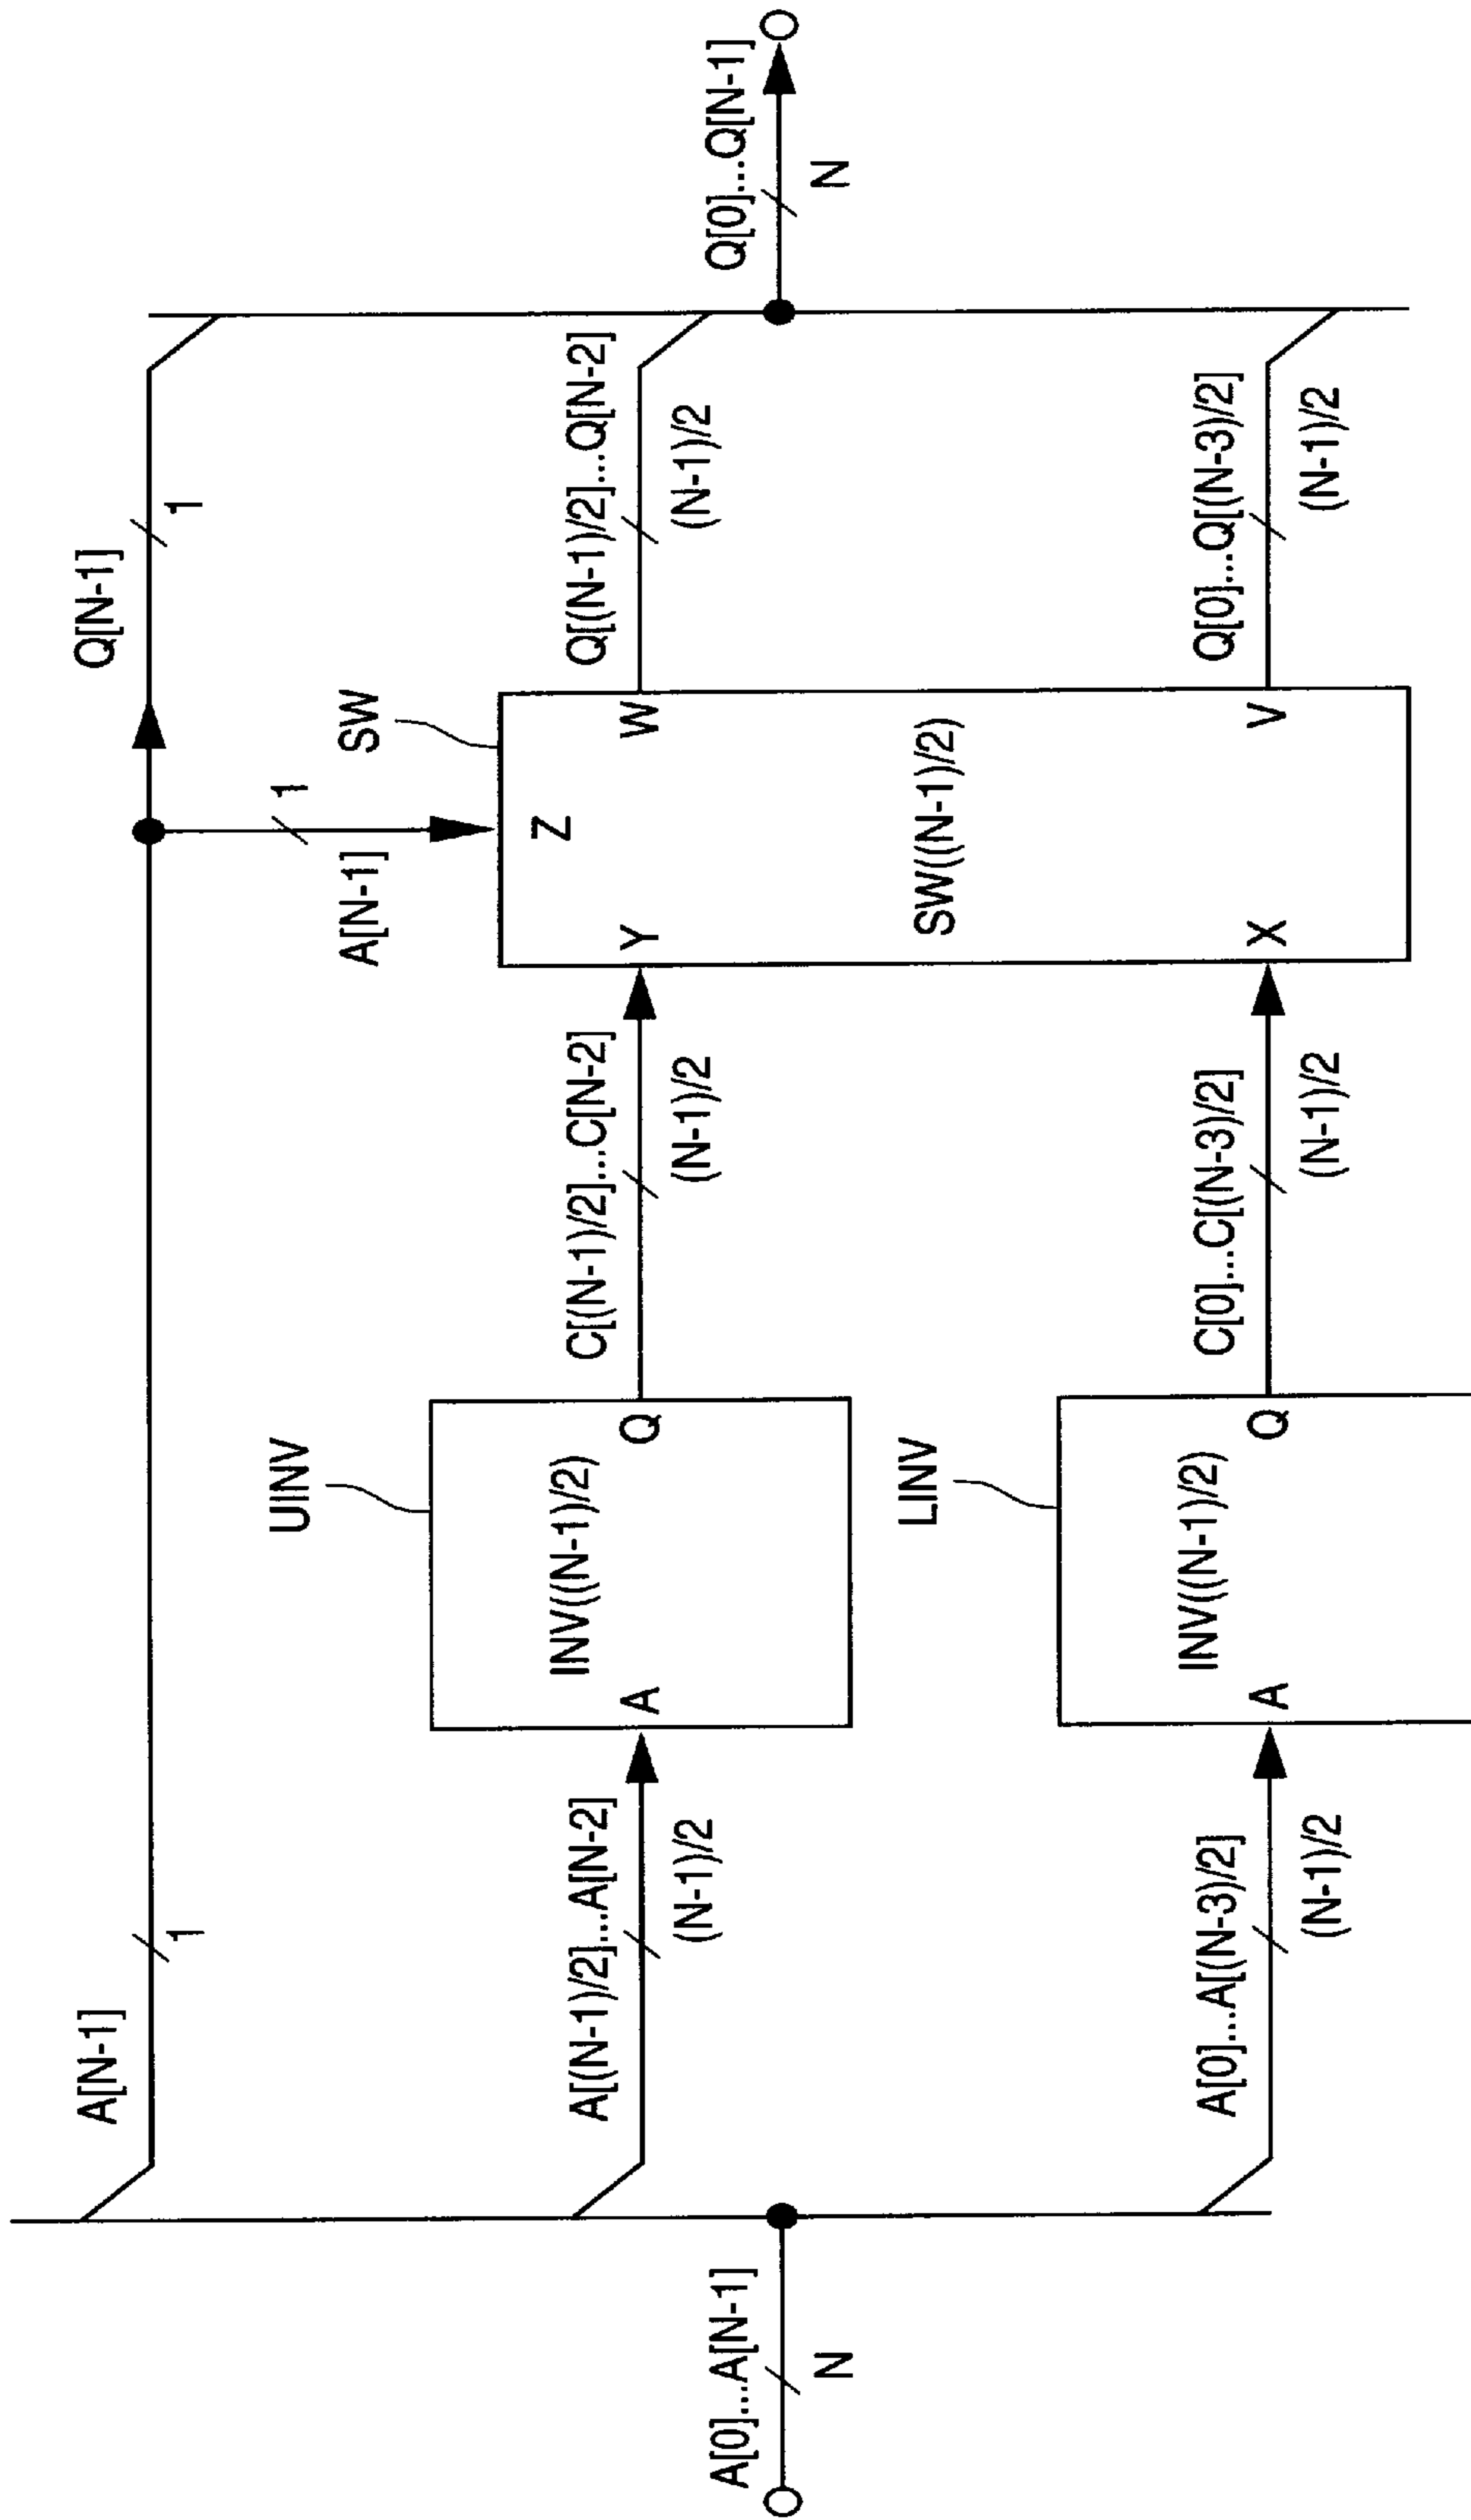 A[N-1]
1
Q[N-1]
1
A[N-1]
1
SW
UINV
A[(N-1)/2]...A[N-2]
(N-1)/2
INV((N-1)/2)
A
Q
C[(N-1)/2]...C[N-2]
(N-1)/2
Z
Y
W
Q[(N-1)/2]...Q[N-2]
(N-1)/2
A[0]...A[N-1]
N
Q[0]...Q[N-1]
N
SW((N-1)/2)
LINV
A[0]...A[(N-3)/2]
(N-1)/2
INV((N-1)/2)
A
Q
C[0]...C[(N-3)/2]
(N-1)/2
X
V
Q[0]...Q[(N-3)/2]
(N-1)/2